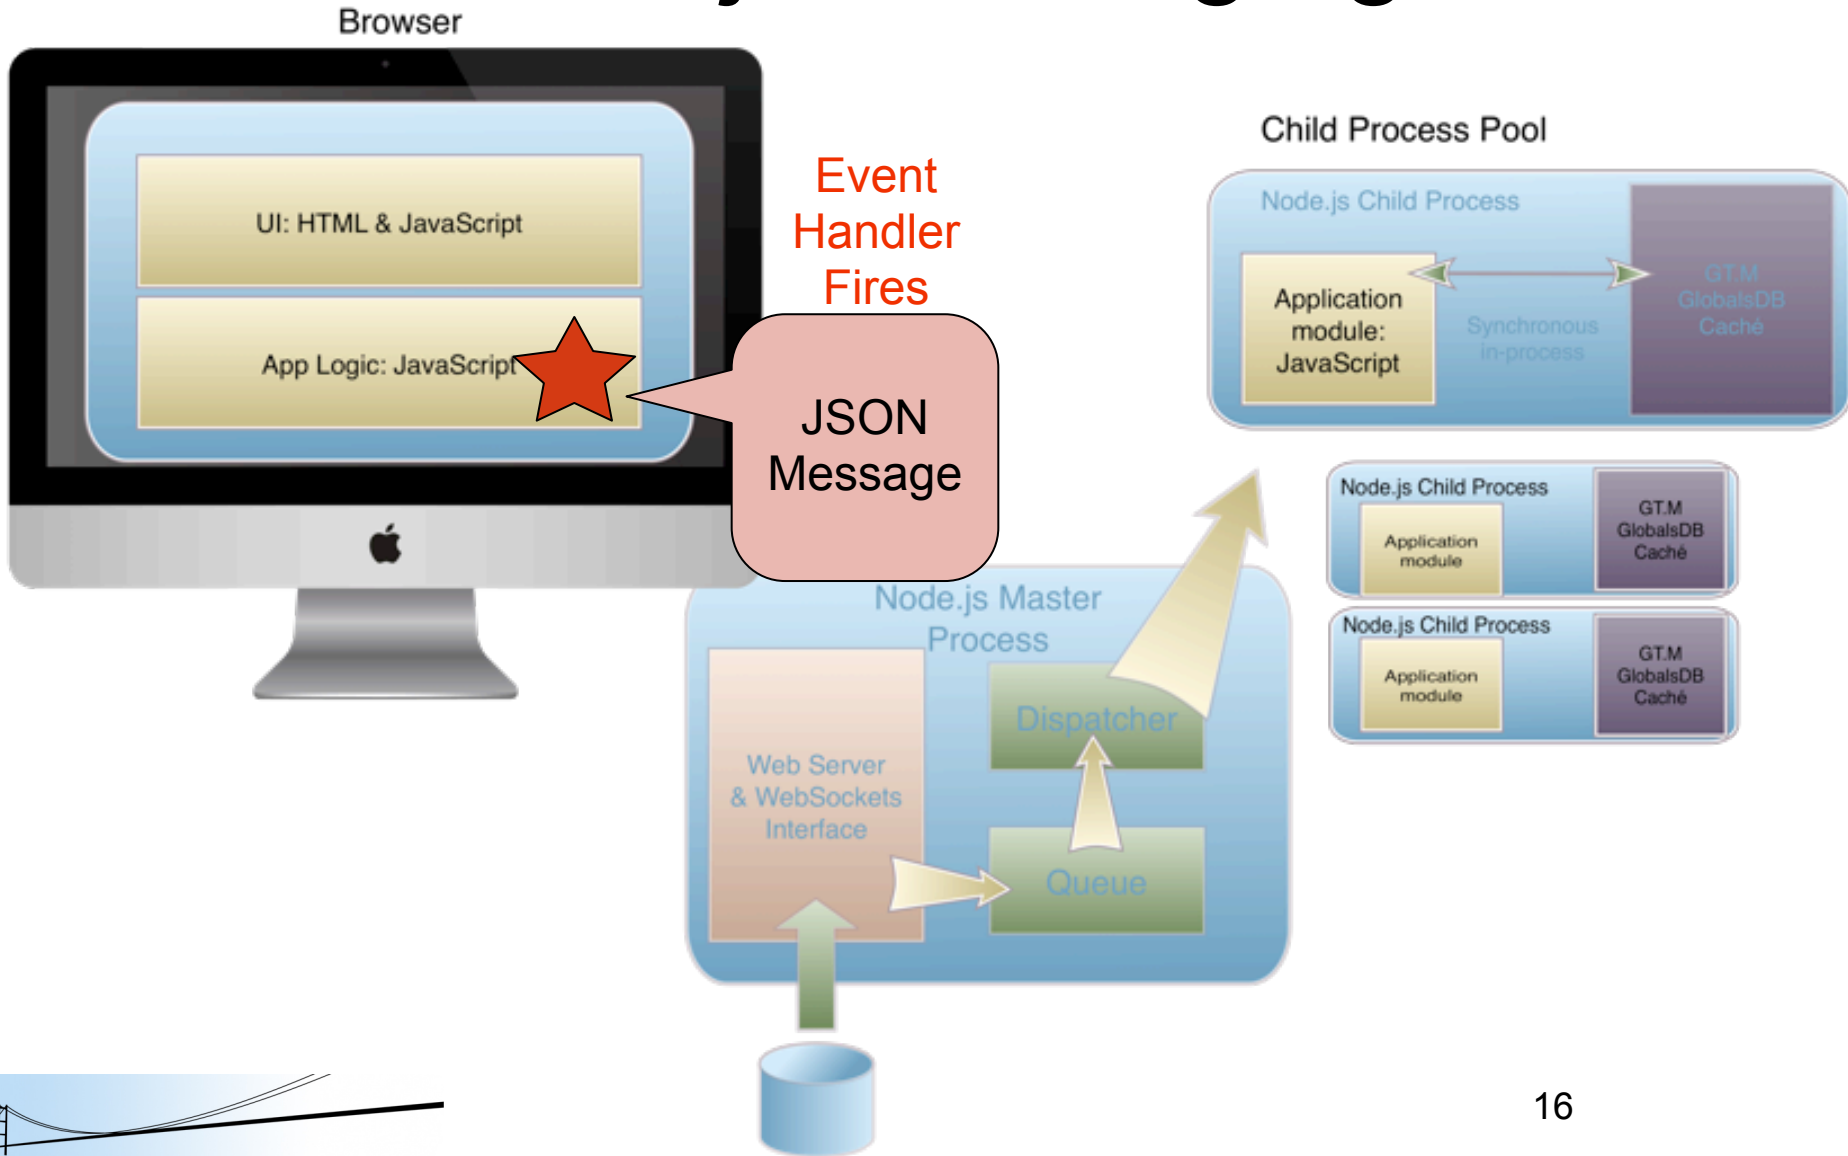 Browser
UI: HTML & JavaScript
App Logic: JavaScript
Event
Handler
Fires
JSON
Message
Child Process Pool
Node.js Child Process
Application
module:
JavaScript
Synchronous
in-process
GT.M
GlobalsDB
Caché
Node.js Child Process
Application
module
GT.M
GlobalsDB
Caché
Node.js Child Process
Application
module
GT.M
GlobalsDB
Caché
Node.js Master
Process
Web Server
& WebSockets
Interface
Dispatcher
Queue
16